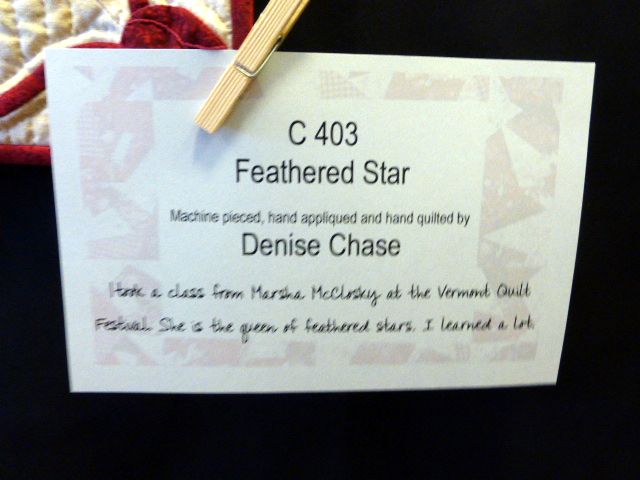 C 403
Feathered Star
Machine pieced, hand appliqued and hand quilted by
Denise Chase
I took a class from Marsha McClosky at the Vermont Quilt
Festival. She is the queen of feathered stars. I learned a lot.